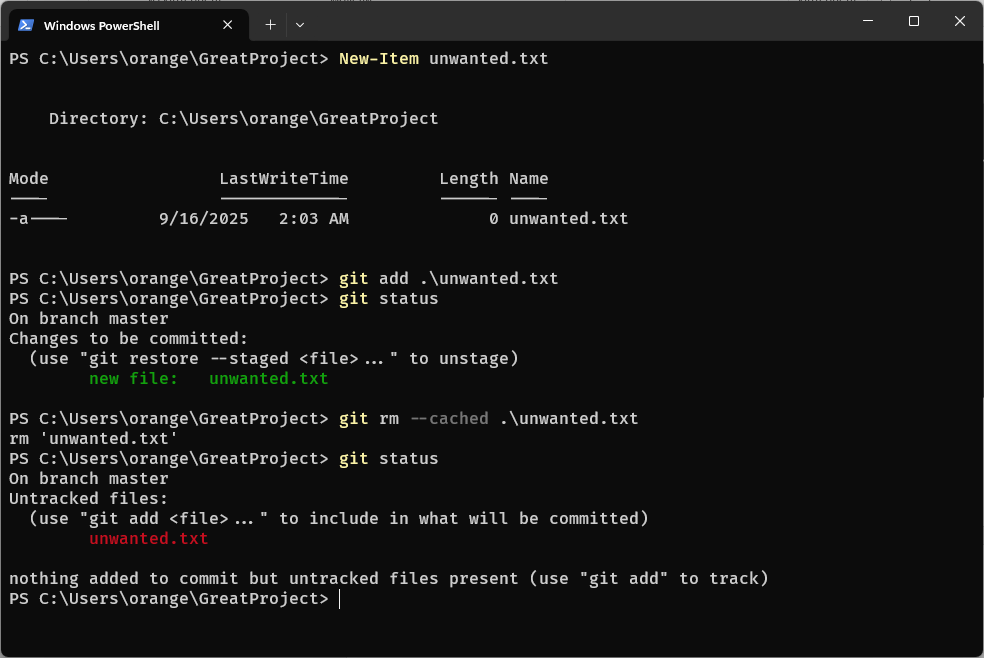 Windows PowerShell
PS C:\Users\orange\GreatProject> New-Item unwanted.txt
Directory: C:\Users\orange\GreatProject
Mode                 LastWriteTime         Length Name
----                 -------------         ------ ----
-a----         9/16/2025   2:03 AM              0 unwanted.txt
PS C:\Users\orange\GreatProject> git add .\unwanted.txt
PS C:\Users\orange\GreatProject> git status
On branch master
Changes to be committed:
  (use "git restore --staged <file>..." to unstage)
        new file:   unwanted.txt
PS C:\Users\orange\GreatProject> git rm --cached .\unwanted.txt
rm 'unwanted.txt'
PS C:\Users\orange\GreatProject> git status
On branch master
Untracked files:
  (use "git add <file>..." to include in what will be committed)
        unwanted.txt
nothing added to commit but untracked files present (use "git add" to track)
PS C:\Users\orange\GreatProject>